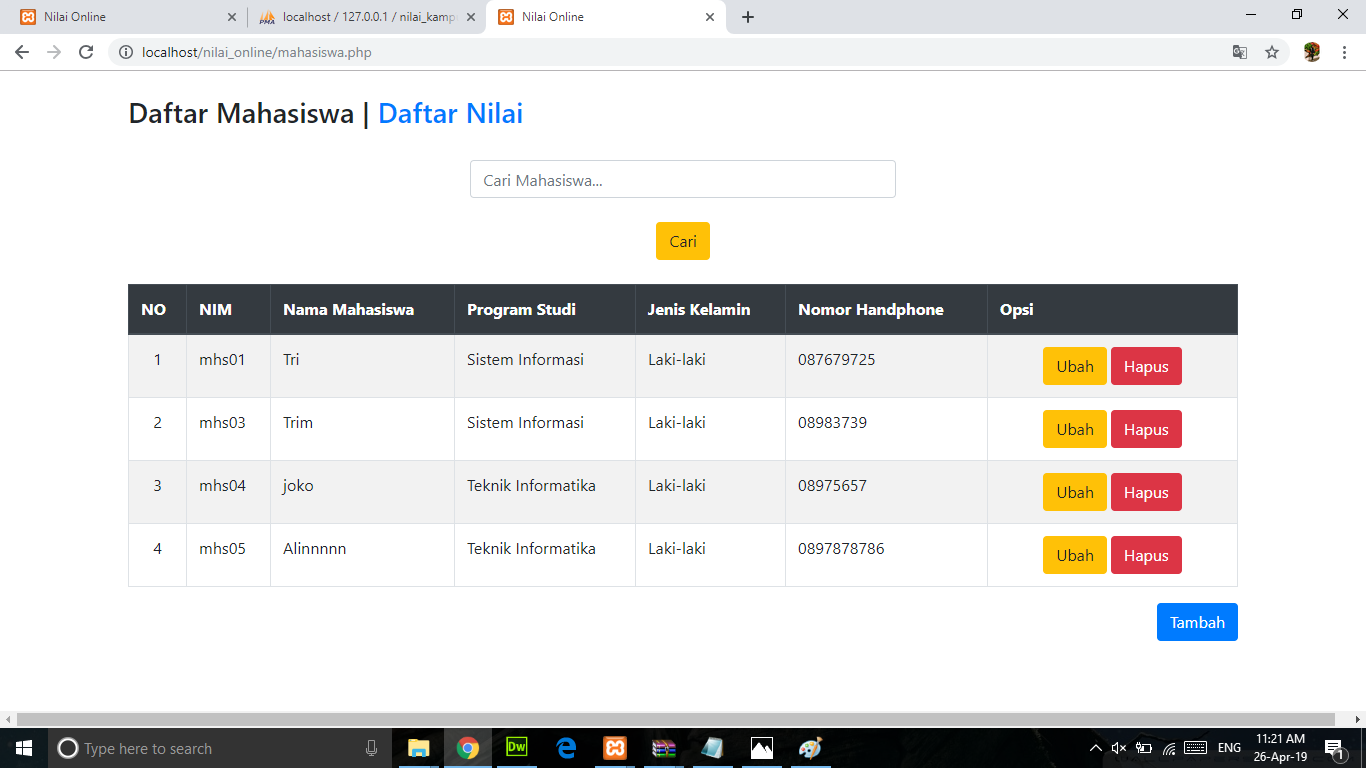 Nilai Online
localhost / 127.0.0.1 / nilai_kamp
Nilai Online
localhost/nilai_online/mahasiswa.php
Daftar Mahasiswa | Daftar Nilai
Cari Mahasiswa...
Cari
NO NIM Nama Mahasiswa Program Studi Jenis Kelamin Nomor Handphone Opsi
1 mhs01 Tri Sistem Informasi Laki-laki 087679725 Ubah Hapus
2 mhs03 Trim Sistem Informasi Laki-laki 08983739 Ubah Hapus
3 mhs04 joko Teknik Informatika Laki-laki 08975657 Ubah Hapus
4 mhs05 Alinnnnn Teknik Informatika Laki-laki 0897878786 Ubah Hapus
Tambah
Type here to search
Dw
ENG
11:21 AM
26-Apr-19
1